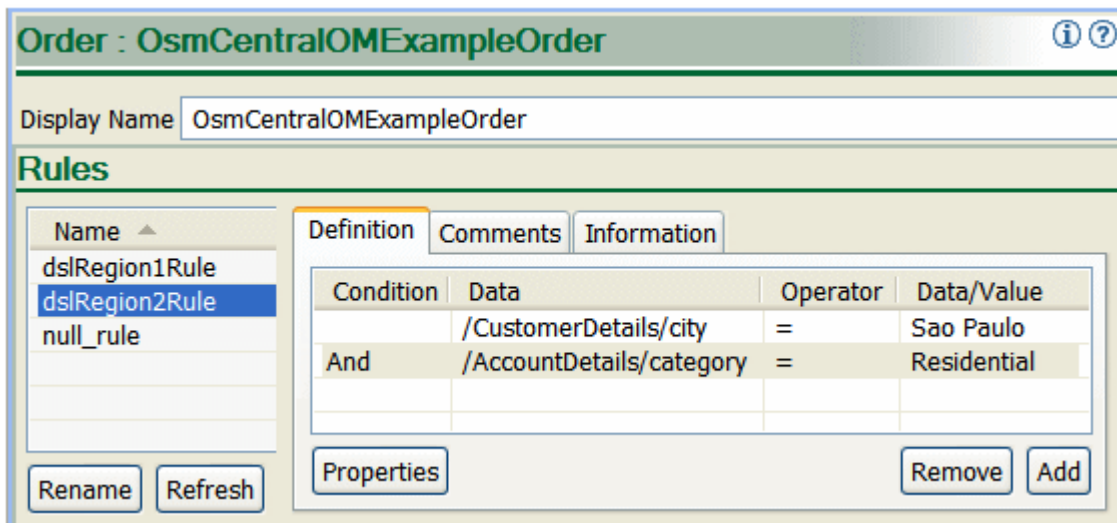 Order : OsmCentralOMExampleOrder
Display Name OsmCentralOMExampleOrder
Rules
Name
dslRegion1Rule
dslRegion2Rule
null_rule
Rename Refresh
Definition Comments Information
Condition Data Operator Data/Value
/CustomerDetails/city = Sao Paulo
And /AccountDetails/category = Residential
Properties Remove Add